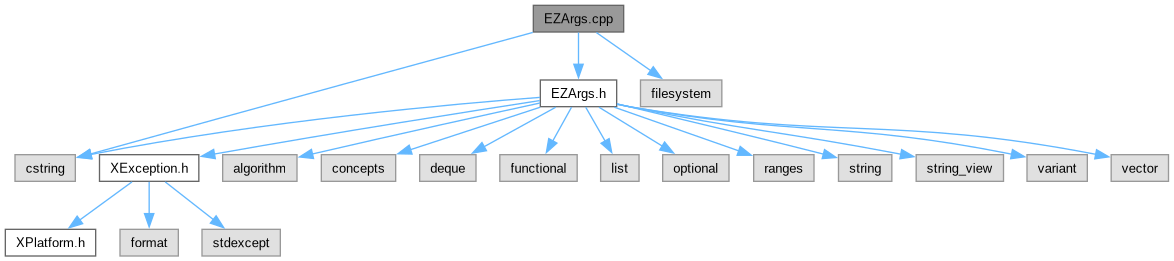 EZArgs.cpp
EZArgs.h
filesystem
cstring
XException.h
algorithm
concepts
deque
functional
list
optional
ranges
string
string_view
variant
vector
XPlatform.h
format
stdexcept